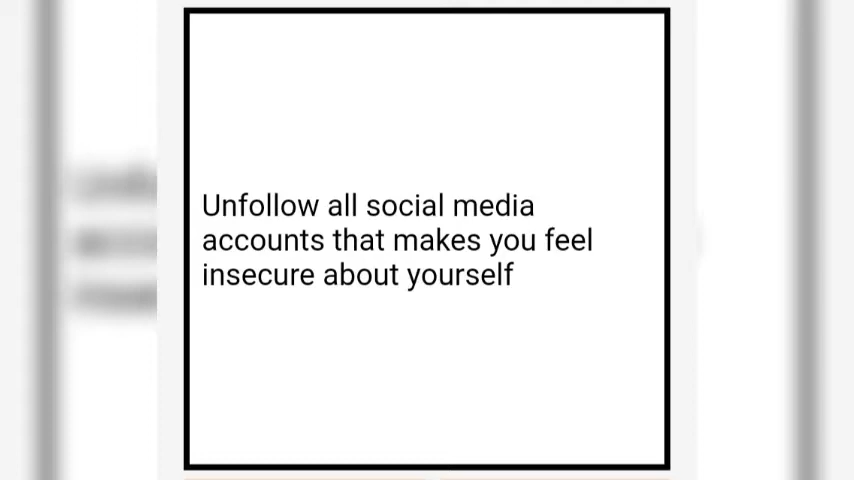 Unfollow all social media
accounts that makes you feel
insecure about yourself